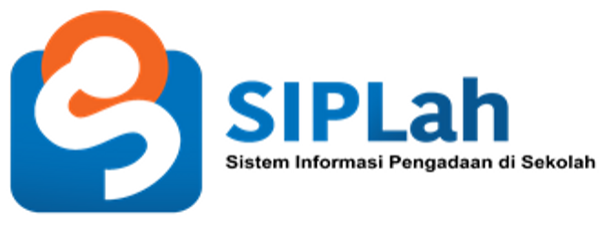 SIPLah
Sistem Informasi Pengadaan di Sekolah